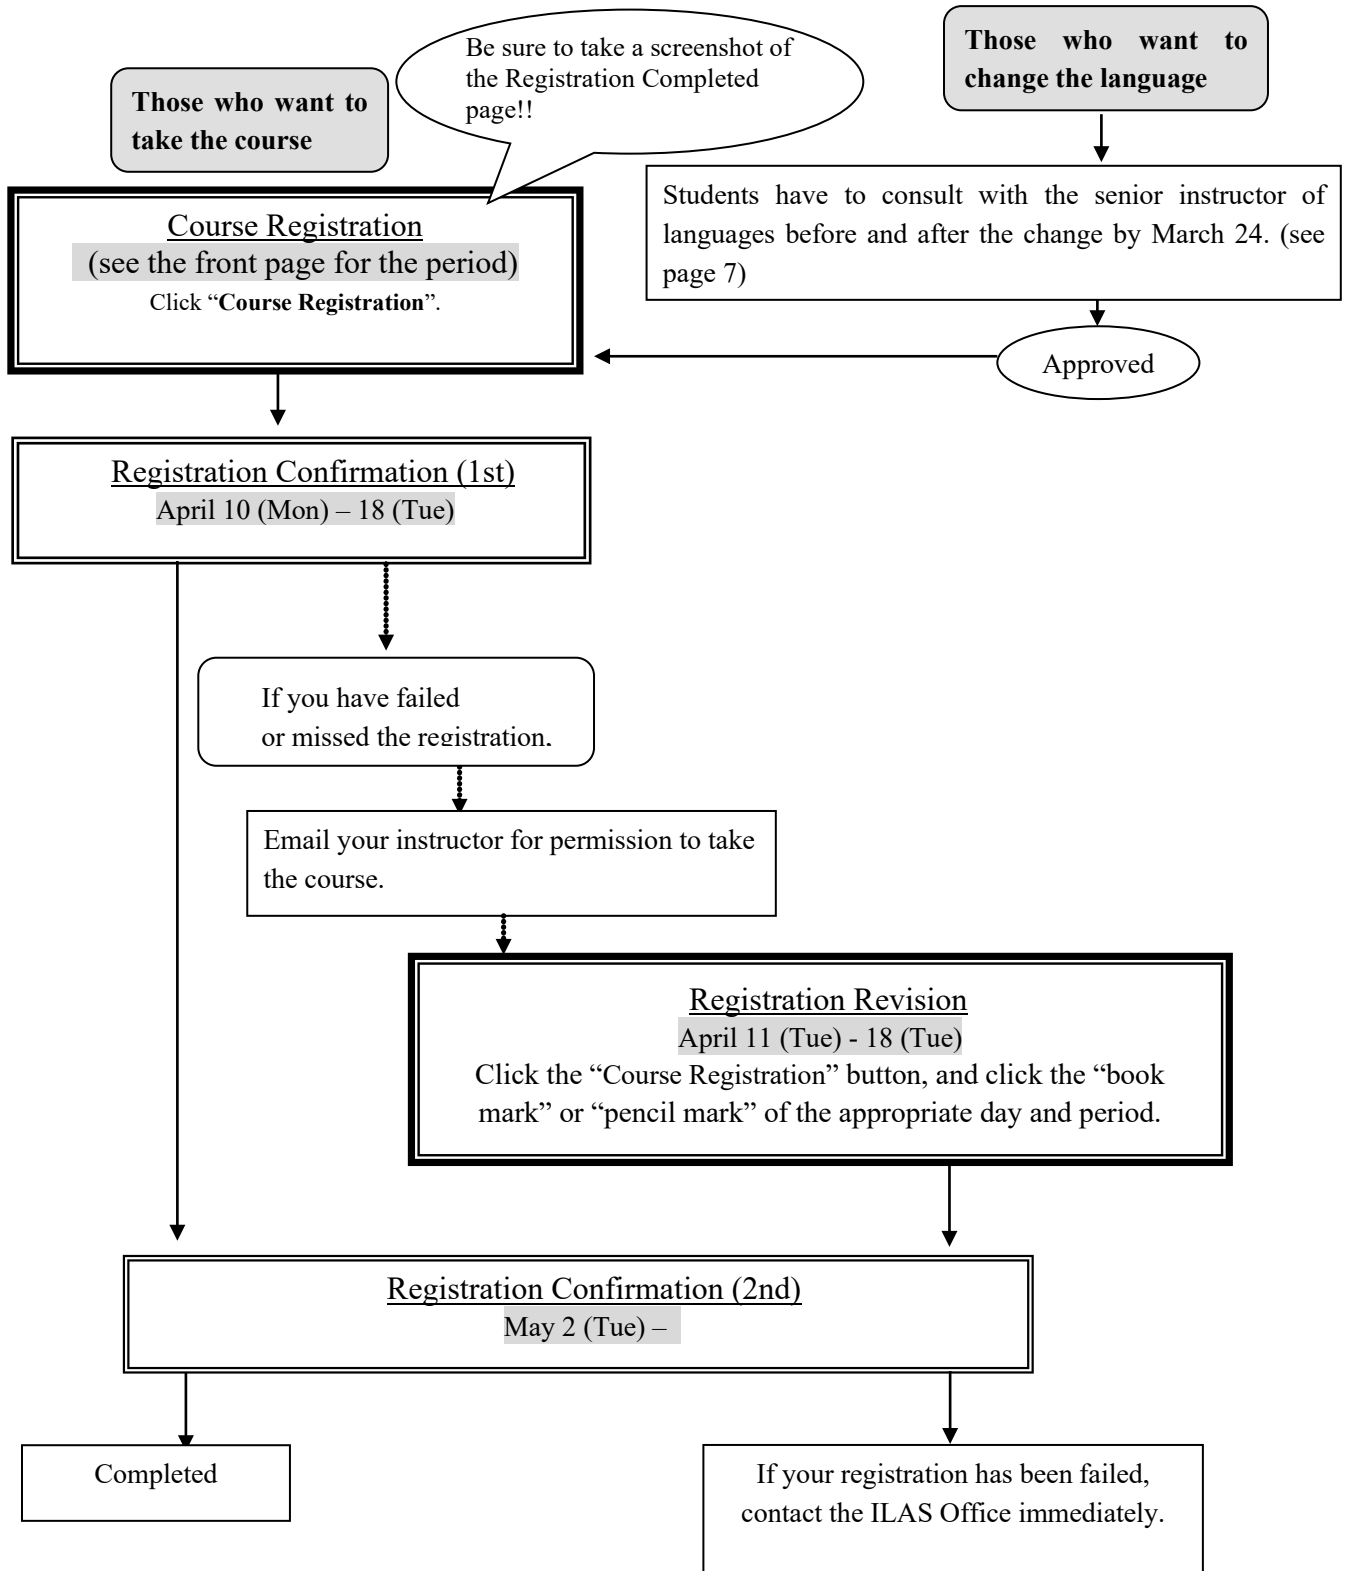 Those who want to
take the course
Be sure to take a screenshot of
the Registration Completed
page!!
Those who want to
change the language
Students have to consult with the senior instructor of
languages before and after the change by March 24. (see
page 7)
Approved
Course Registration
(see the front page for the period)
Click “Course Registration”.
Registration Confirmation (1st)
April 10 (Mon) – 18 (Tue)
If you have failed
or missed the registration.
Email your instructor for permission to take
the course.
Registration Revision
April 11 (Tue) - 18 (Tue)
Click the “Course Registration” button, and click the “book
mark” or “pencil mark” of the appropriate day and period.
Registration Confirmation (2nd)
May 2 (Tue) –
Completed
If your registration has been failed,
contact the ILAS Office immediately.